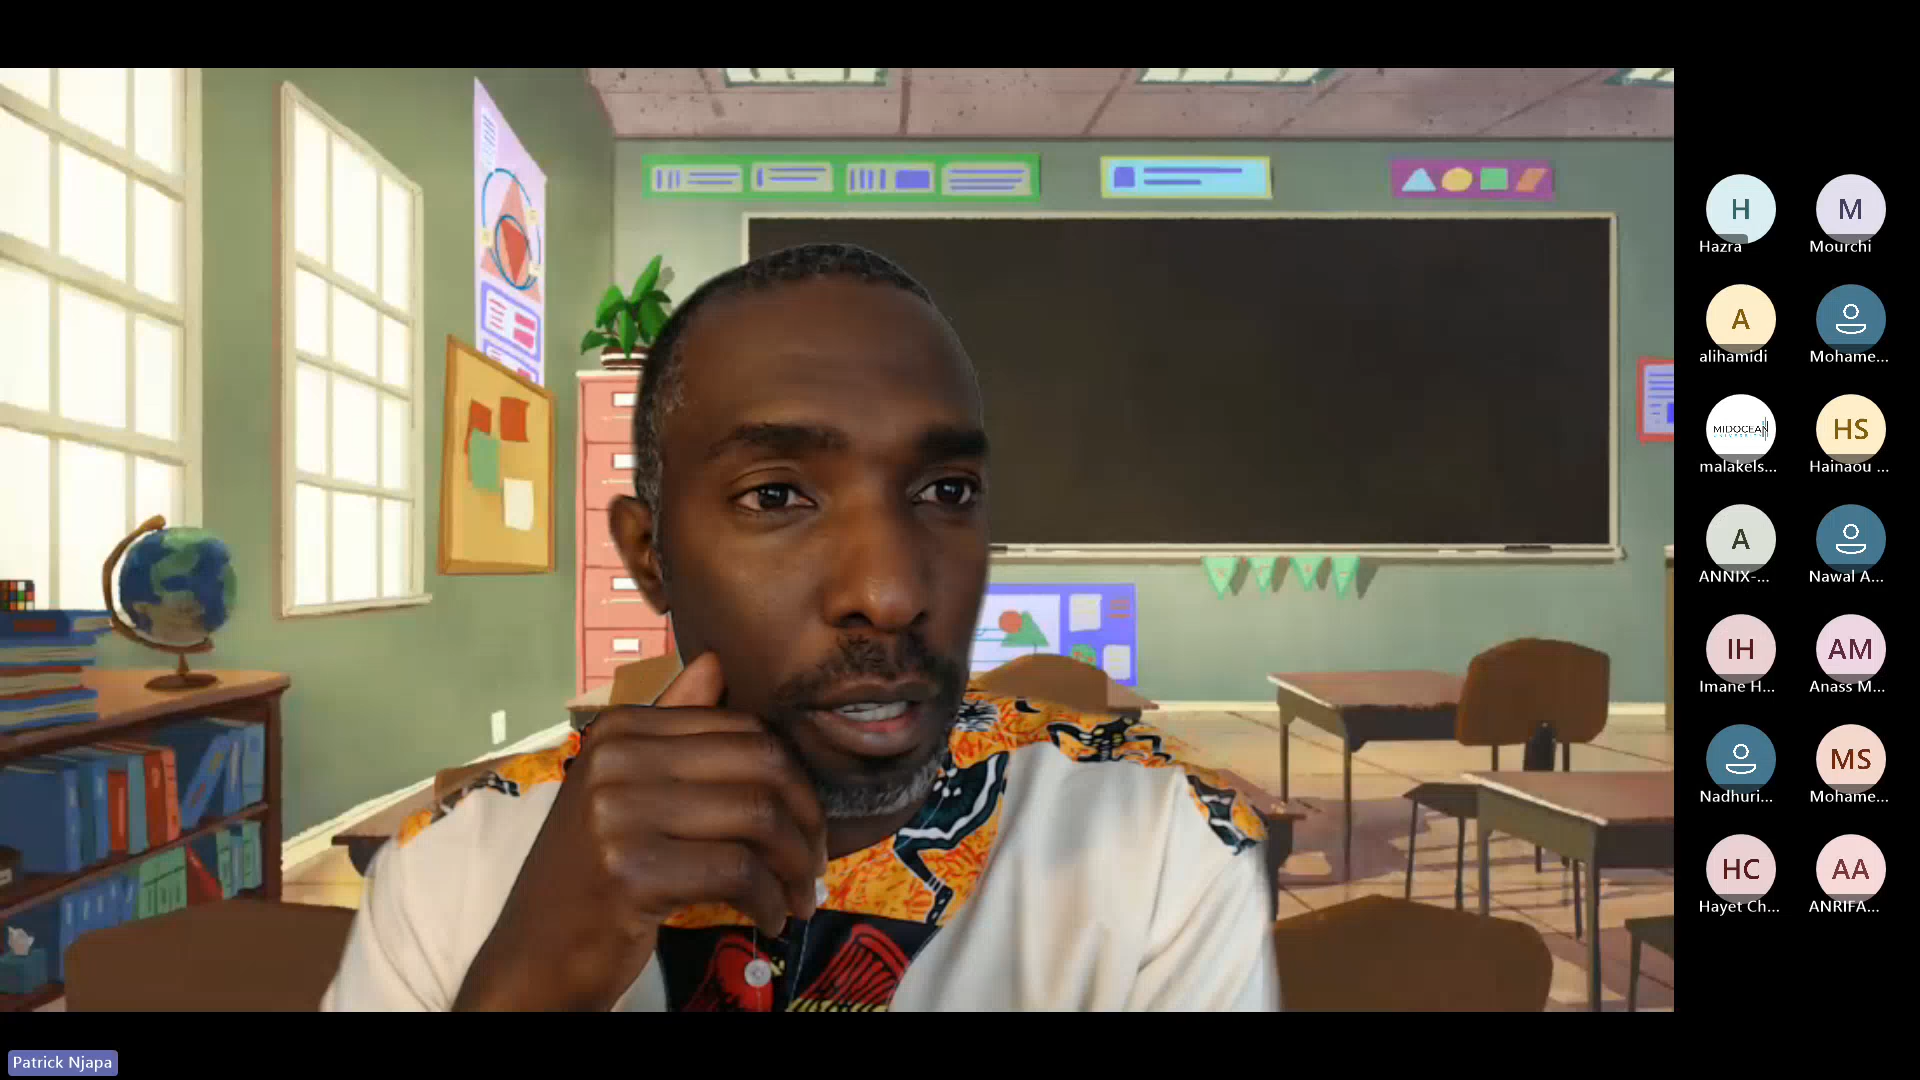 H
M
Hazra
Mourchi
A
alihamidi
Mohame...
MIDOCEAN
HS
malakels...
Hainaou ...
A
ANNIX-...
Nawal A...
IH
AM
Imane H...
Anass M...
MS
Nadhuri...
Mohame...
HC
AA
Hayet Ch...
ANRIFA...
Patrick Njapa